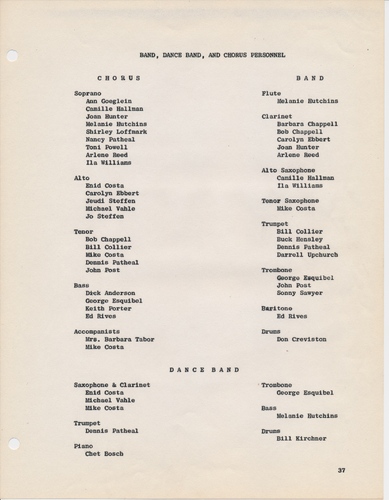 BAND, DANCE BAND, AND CHORUS PERSONNEL
CHORUS
Soprano
Ann Goeglein
Camille Hallman
Joan Hunter
Melanie Hutchins
Shirley Loffmark
Nancy Patheal
Toni Powell
Arlene Reed
Ila Williams
Alto
Enid Costa
Carolyn Ebbert
Jeudi Steffen
Michael Vahle
Jo Steffen
Tenor
Bob Chappell
Bill Collier
Mike Costa
Dennis Patheal
John Post
Bass
Dick Anderson
George Esquibel
Keith Porter
Ed Rives
Accompanists
Mrs. Barbara Tabor
Mike Costa
BAND
Flute
Melanie Hutchins
Clarinet
Barbara Chappell
Bob Chappell
Carolyn Ebbert
Joan Hunter
Arlene Reed
Alto Saxophone
Camille Hallman
Ila Williams
Tenor Saxophone
Mike Costa
Trumpet
Bill Collier
Buck Hensley
Dennis Patheal
Darrell Upchurch
Trombone
George Esquibel
John Post
Sonny Sawyer
Baritone
Ed Rives
Drums
Don Creviston
DANCE BAND
Saxophone & Clarinet
Enid Costa
Michael Vahle
Mike Costa
Trumpet
Dennis Patheal
Piano
Chet Bosch
Trombone
George Esquibel
Bass
Melanie Hutchins
Drums
Bill Kirchner
37